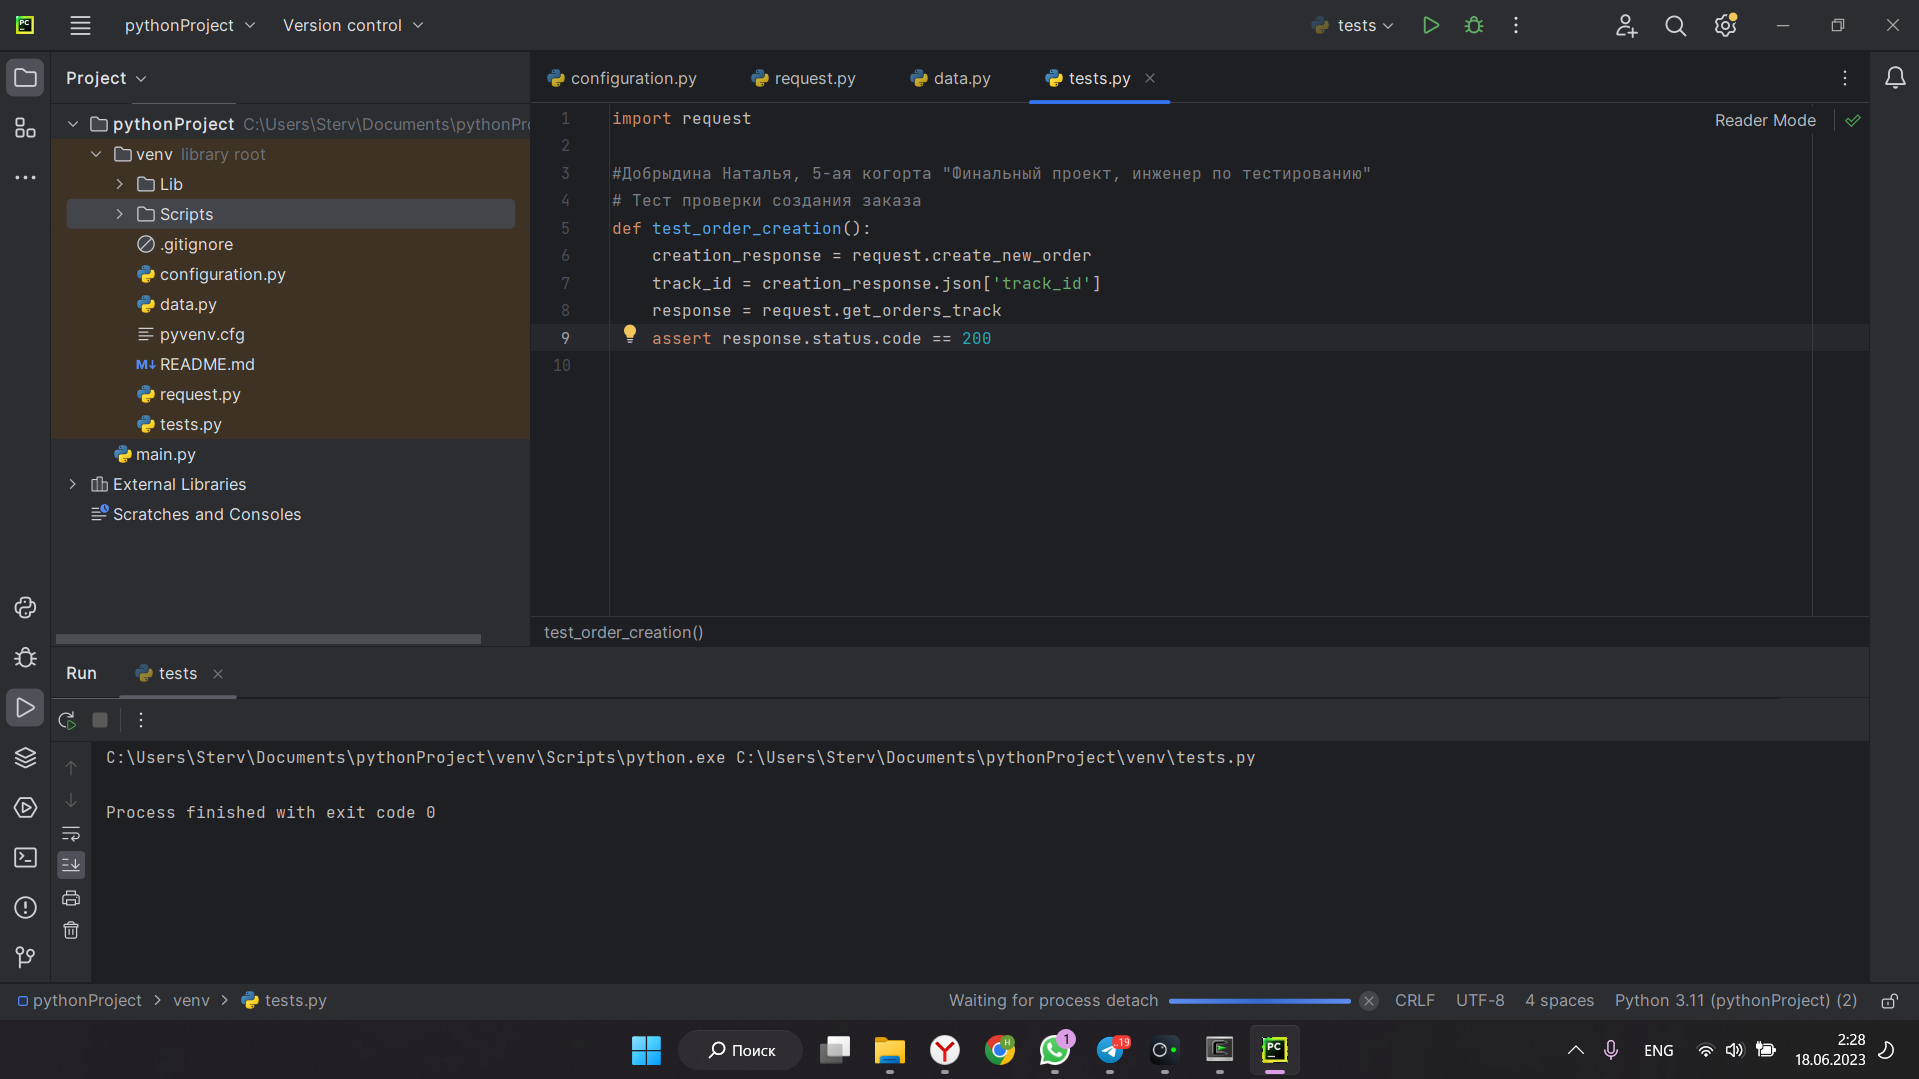 pythonProject
Version control
tests
Project
configuration.py
request.py
data.py
tests.py
pythonProject C:\Users\Sterv\Documents\pythonPr
venv library root
Lib
Scripts
.gitignore
configuration.py
data.py
pyvenv.cfg
M↓ README.md
request.py
tests.py
main.py
External Libraries
Scratches and Consoles
Reader Mode
1 import request
2
3 #Добрыдина Наталья, 5-ая когорта "Финальный проект, инженер по тестированию"
4 # Тест проверки создания заказа
5 def test_order_creation():
6 creation_response = request.create_new_order
7 track_id = creation_response.json['track_id']
8 response = request.get_orders_track
9 assert response.status.code == 200
10
test_order_creation()
Run
tests
C:\Users\Sterv\Documents\pythonProject\venv\Scripts\python.exe C:\Users\Sterv\Documents\pythonProject\venv\tests.py
Process finished with exit code 0
pythonProject > venv > tests.py
Waiting for process detach
CRLF UTF-8 4 spaces Python 3.11 (pythonProject) (2)
Поиск
H
1
..19
PC
ENG
2:28
18.06.2023